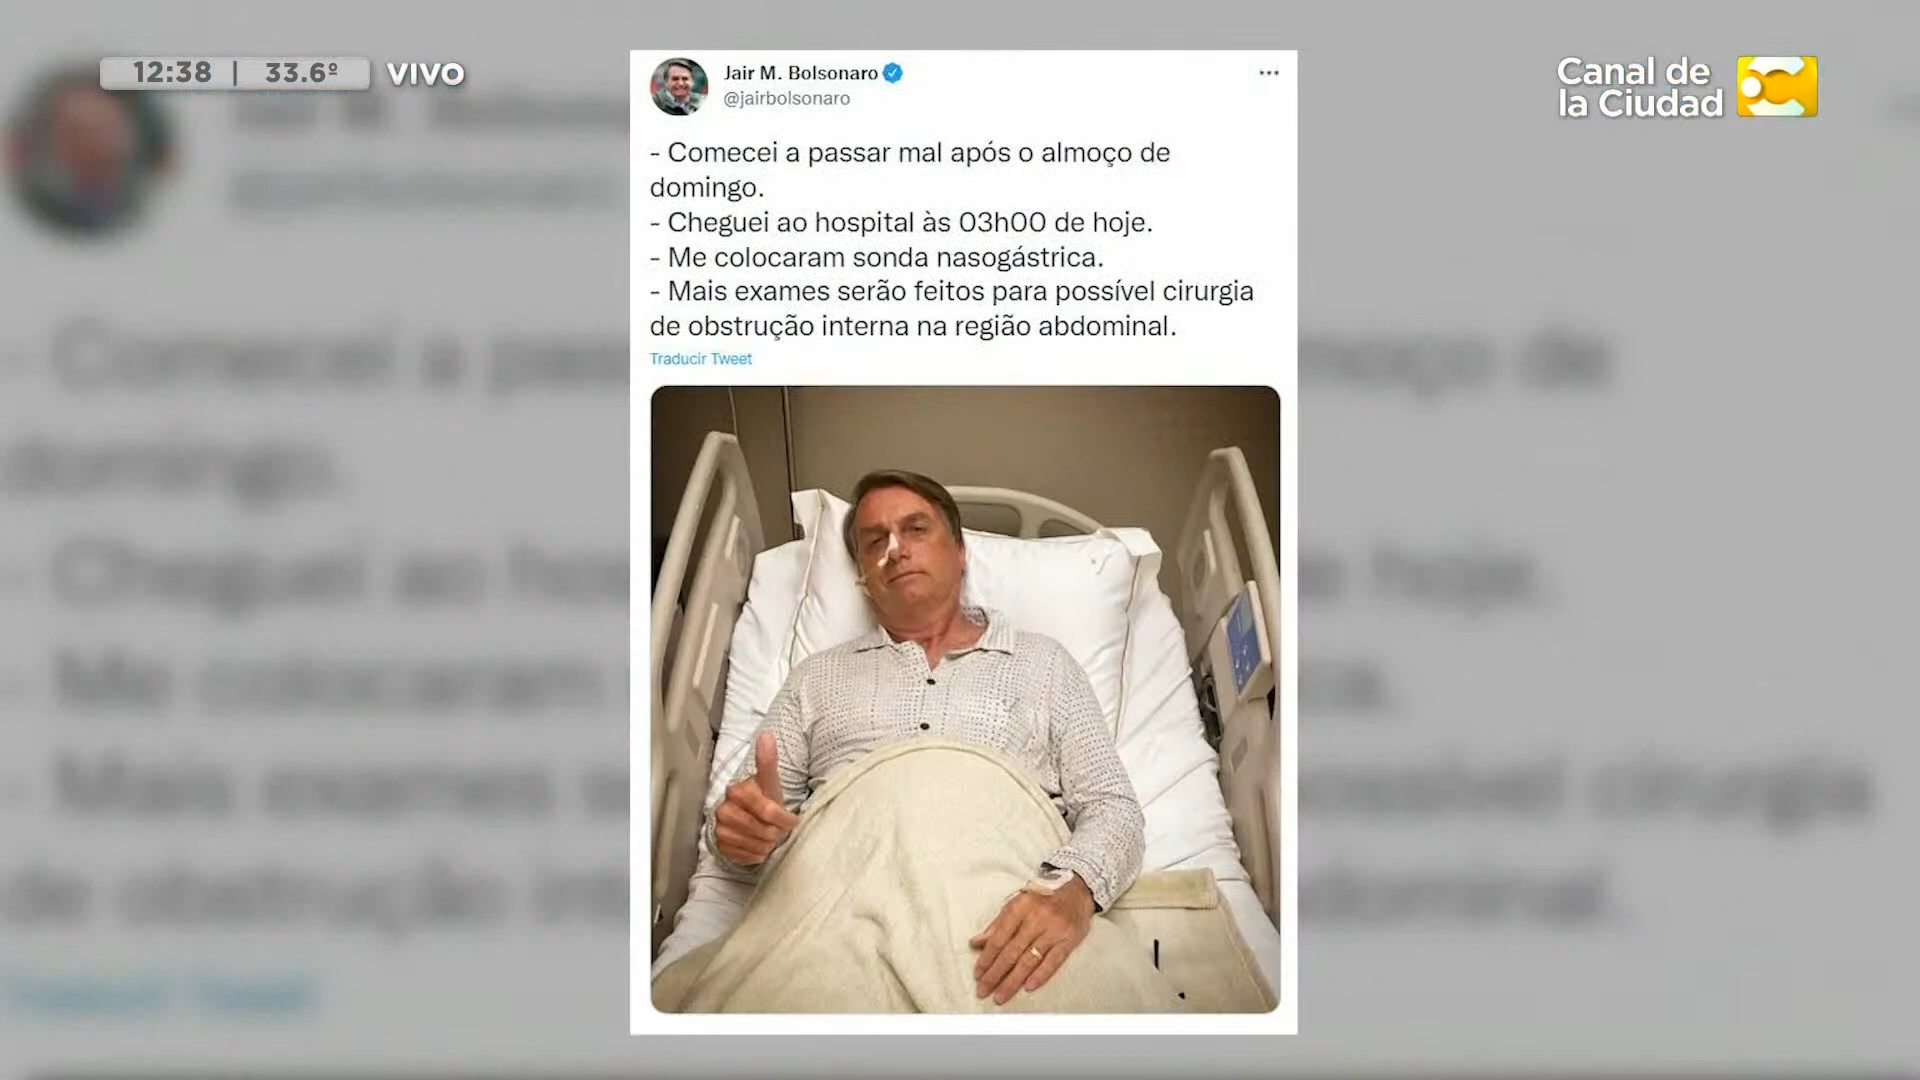 12:38 | 33.6º VIVO
Canal de
la Ciudad
Jair M. Bolsonaro
@jairbolsonaro
- Comecei a passar mal após o almoço de
domingo.
- Cheguei ao hospital às 03h00 de hoje.
- Me colocaram sonda nasogástrica.
- Mais exames serão feitos para possível cirurgia
de obstrução interna na região abdominal.
Traducir Tweet